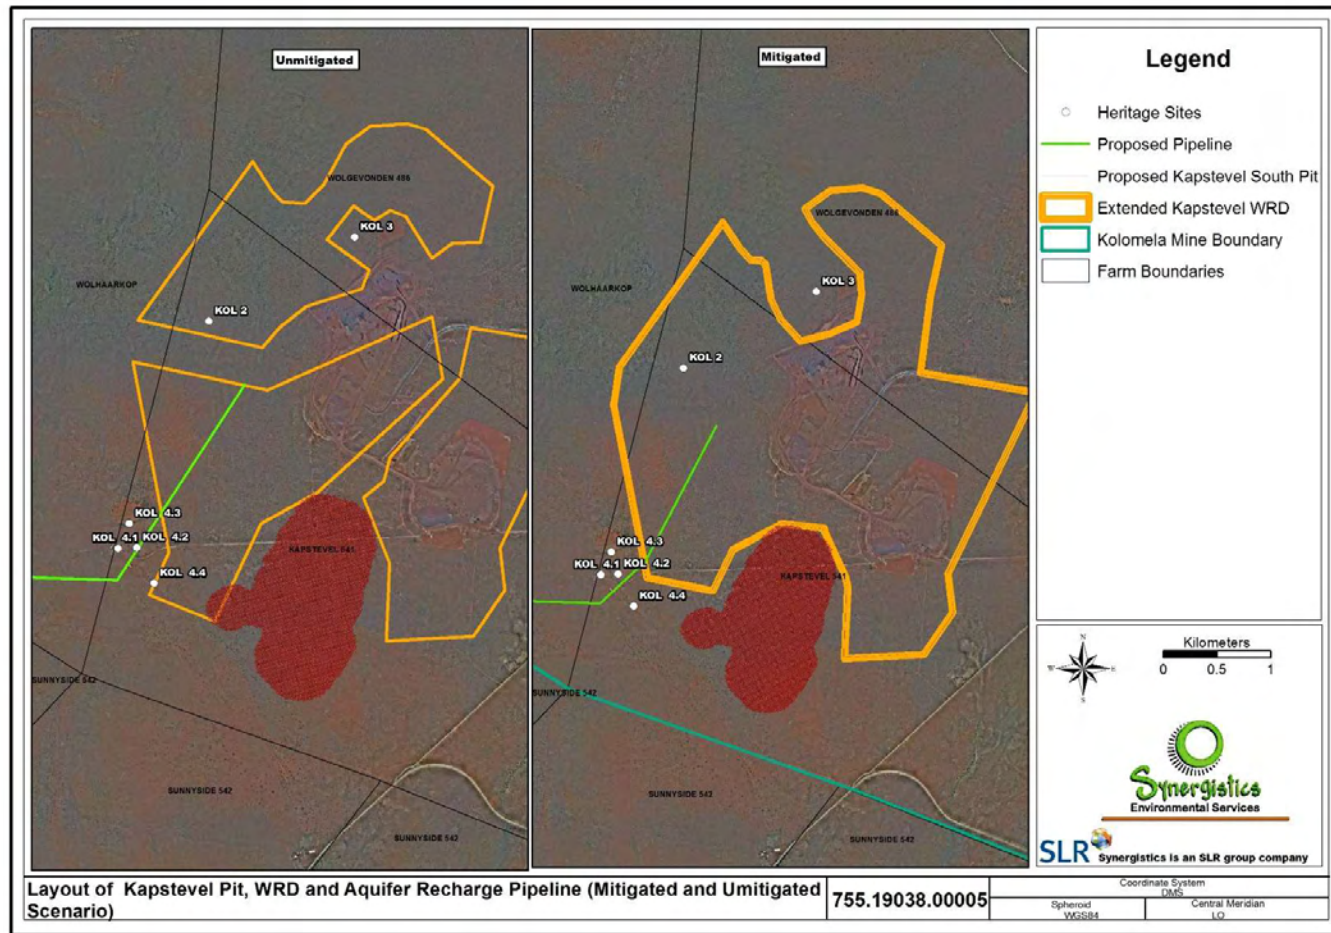 Unmitigated
WOLGEVONDEN 486
KOL 3
WOLHAARKOP
KOL 2
KOL 4.3
KOL 4.1
KOL 4.2
KAPSTEVEL 541
KOL 4.4
SUNNYSIDE 542
SUNNYSIDE 542
SUNNYSIDE 542
Mitigated
WOLGEVONDEN 486
KOL 3
WOLHAARKOP
KOL 2
KOL 4.3
KOL 4.1
KOL 4.2
KAPSTEVEL 541
KOL 4.4
SUNNYSIDE 542
SUNNYSIDE 542
SUNNYSIDE 542
Legend
Heritage Sites
Proposed Pipeline
Proposed Kapstevel South Pit
Extended Kapstevel WRD
Kolomela Mine Boundary
Farm Boundaries
N
W
E
S
Kilometers
0 0.5 1
Synergistics
Environmental Services
SLR
Synergistics is an SLR group company
Layout of Kapstevel Pit, WRD and Aquifer Recharge Pipeline (Mitigated and Umitigated
Scenario)
755.19038.00005
Coordinate System
DMS
Spheroid
WGS84
Central Meridian
LO